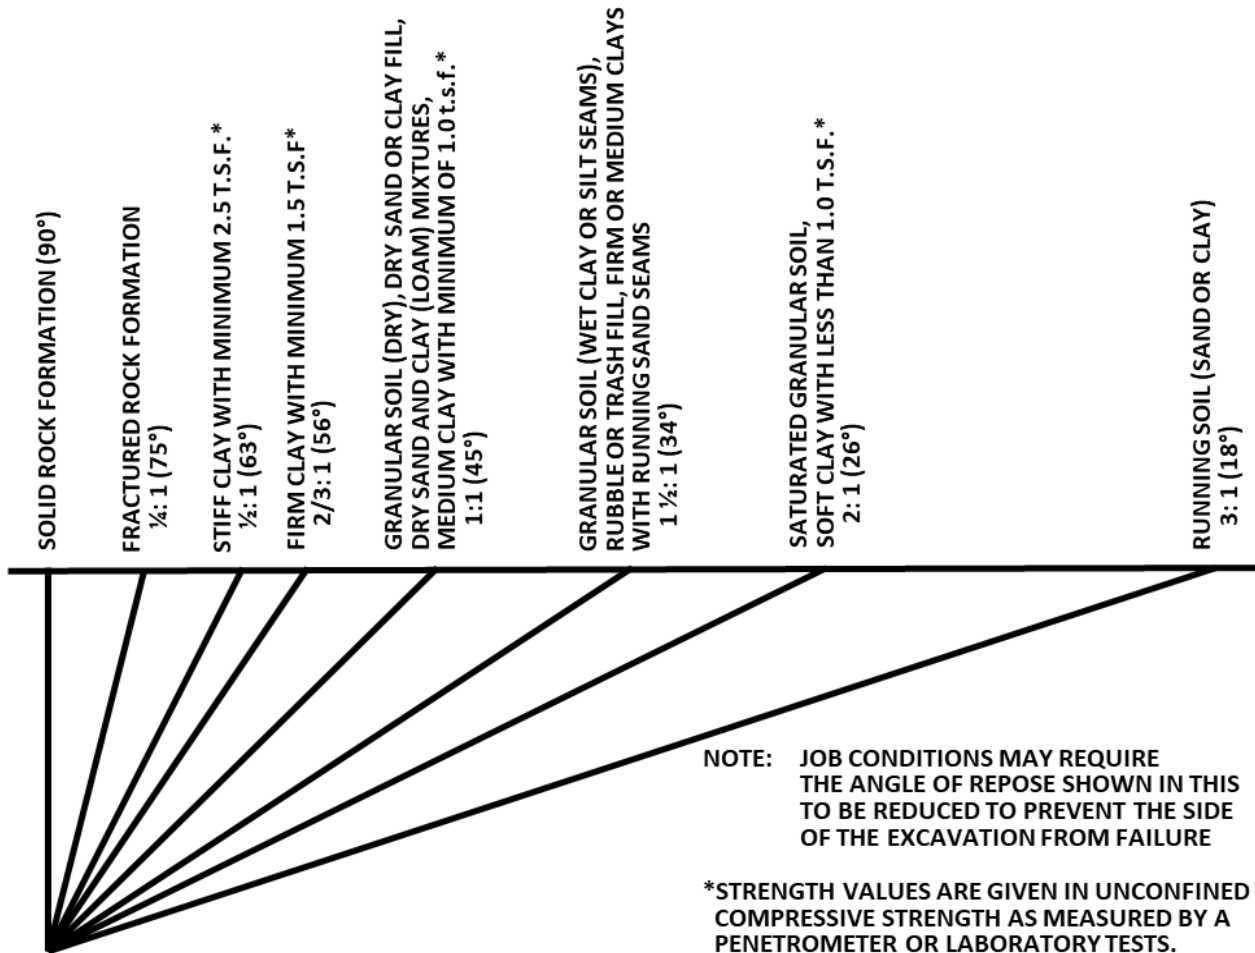 SOLID ROCK FORMATION (90°)
FRACTURED ROCK FORMATION
¼: 1 (75°)
STIFF CLAY WITH MINIMUM 2.5 T.S.F.*
½: 1 (63°)
FIRM CLAY WITH MINIMUM 1.5 T.S.F*
2/3: 1 (56°)
GRANULAR SOIL (DRY), DRY SAND OR CLAY FILL,
DRY SAND AND CLAY (LOAM) MIXTURES,
MEDIUM CLAY WITH MINIMUM OF 1.0 t.s.f.*
1:1 (45°)
GRANULAR SOIL (WET CLAY OR SILT SEAMS),
RUBBLE OR TRASH FILL, FIRM OR MEDIUM CLAYS
WITH RUNNING SAND SEAMS
1 ½: 1 (34°)
SATURATED GRANULAR SOIL,
SOFT CLAY WITH LESS THAN 1.0 T.S.F.*
2: 1 (26°)
RUNNING SOIL (SAND OR CLAY)
3: 1 (18°)
NOTE: JOB CONDITIONS MAY REQUIRE
THE ANGLE OF REPOSE SHOWN IN THIS
TO BE REDUCED TO PREVENT THE SIDE
OF THE EXCAVATION FROM FAILURE
*STRENGTH VALUES ARE GIVEN IN UNCONFINED
COMPRESSIVE STRENGTH AS MEASURED BY A
PENETROMETER OR LABORATORY TESTS.